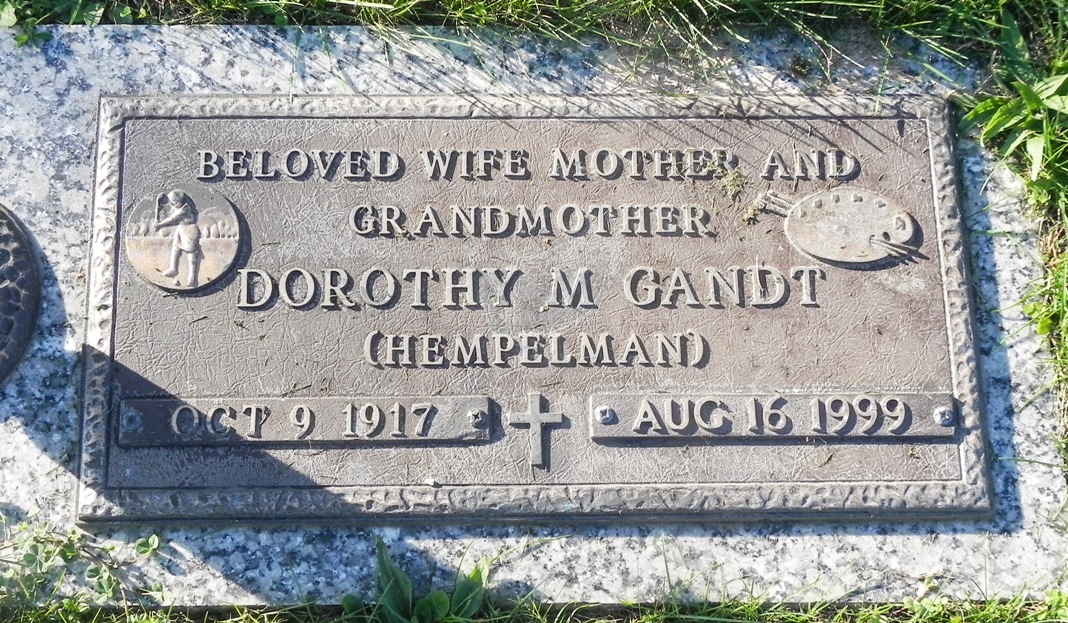 BELOVED WIFE MOTHER AND
GRANDMOTHER
DOROTHY M GANDT
(HEMPELMAN)
OCT 9 1917 AUG 16 1999